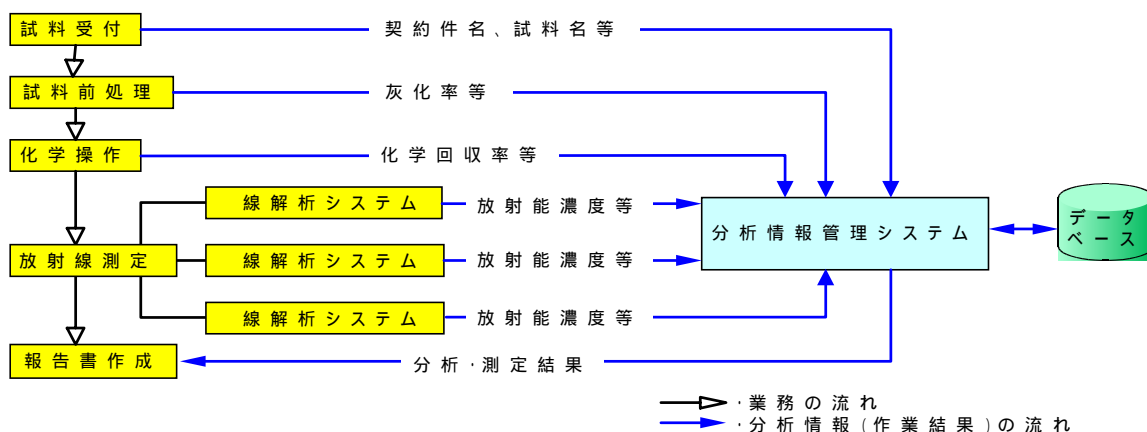 試料受付
契約件名、試料名等
試料前処理
灰化率等
化学操作
化学回収率等
線解析システム
放射能濃度等
分析情報管理システム
データ
ベース
放射線測定
線解析システム
放射能濃度等
線解析システム
放射能濃度等
報告書作成
分析・測定結果
・業務の流れ
・分析情報(作業結果)の流れ